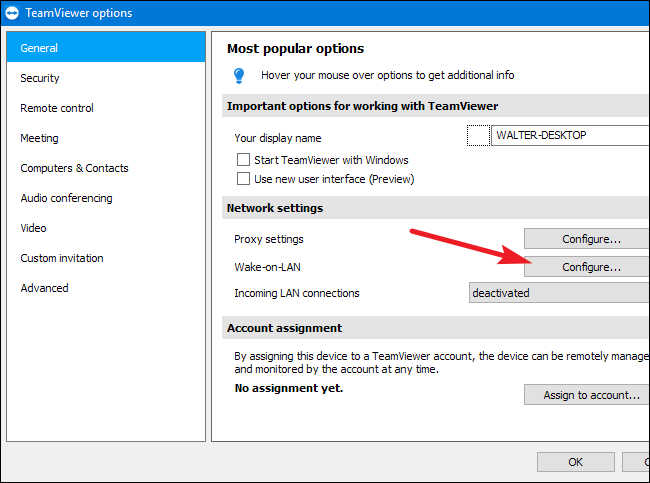 TeamViewer options
General
Security
Remote control
Meeting
Computers & Contacts
Audio conferencing
Video
Custom invitation
Advanced
Most popular options
Hover your mouse over options to get additional info
Important options for working with TeamViewer
Your display name
WALTER-DESKTOP
Start TeamViewer with Windows
Use new user interface (Preview)
Network settings
Proxy settings
Configure...
Wake-on-LAN
Configure...
Incoming LAN connections
deactivated
Account assignment
By assigning this device to a TeamViewer account, the device can be remotely manage
and monitored by the account at any time.
No assignment yet.
Assign to account...
OK
C